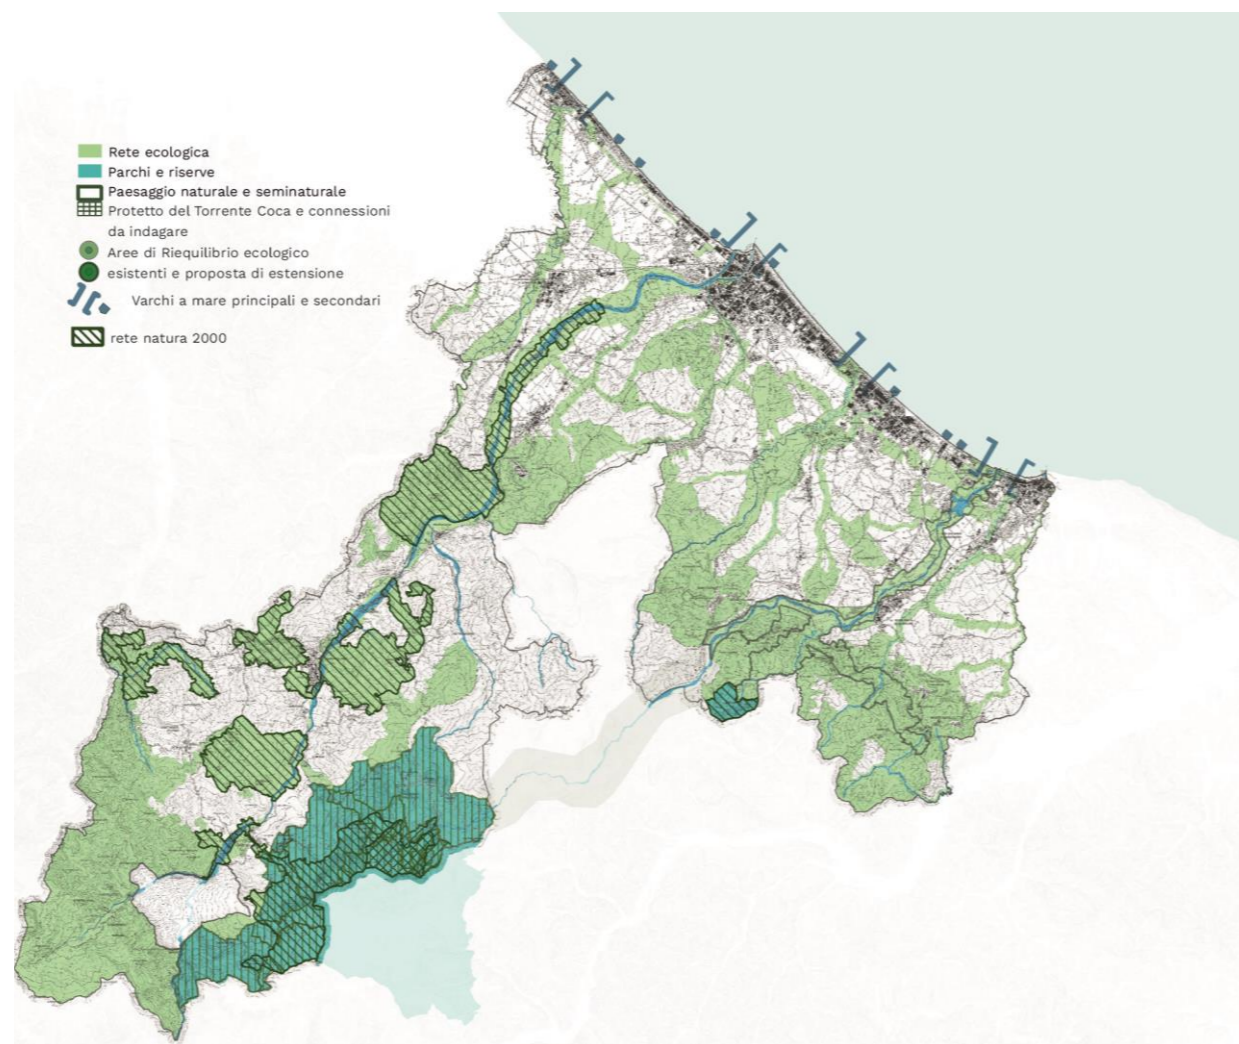 Rete ecologica
Parchi e riserve
Paesaggio naturale e seminaturale
Protetto del Torrente Coca e connessioni
da indagare
Aree di Riequilibrio ecologico
esistenti e proposta di estensione
Varchi a mare principali e secondari
rete natura 2000